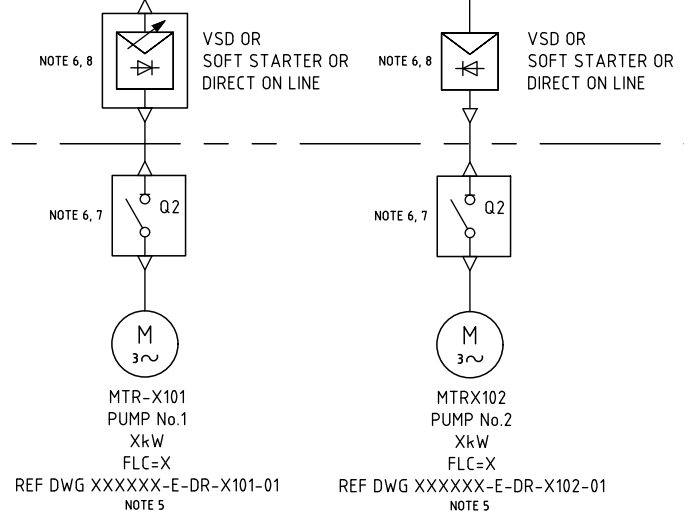 NOTE 6, 8
VSD OR
SOFT STARTER OR
DIRECT ON LINE
NOTE 6, 8
VSD OR
SOFT STARTER OR
DIRECT ON LINE
NOTE 6, 7
Q2
NOTE 6, 7
Q2
M
3~
M
3~
MTR-X101
PUMP No.1
XkW
FLC=X
REF DWG XXXXXX-E-DR-X101-01
NOTE 5
MTRX102
PUMP No.2
XkW
FLC=X
REF DWG XXXXXX-E-DR-X102-01
NOTE 5